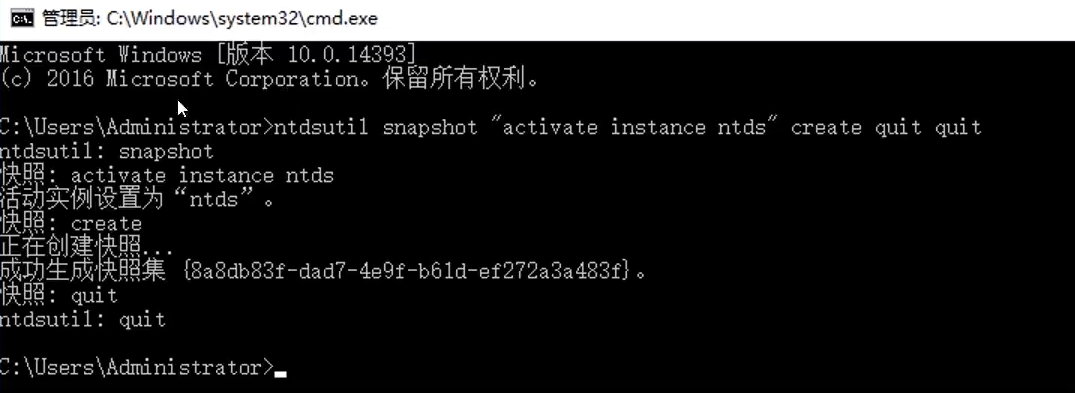 管理员: C:\Windows\system32\cmd.exe
Microsoft Windows [版本 10.0.14393]
(c) 2016 Microsoft Corporation。保留所有权利。
C:\Users\Administrator>ntdsutil snapshot "activate instance ntds" create quit quit
ntdsutil: snapshot
快照: activate instance ntds
活动实例设置为“ntds”。
快照: create
正在创建快照...
成功生成快照集 {8a8db83f-dad7-4e9f-b61d-ef272a3a483f}。
快照: quit
ntdsutil: quit
C:\Users\Administrator>